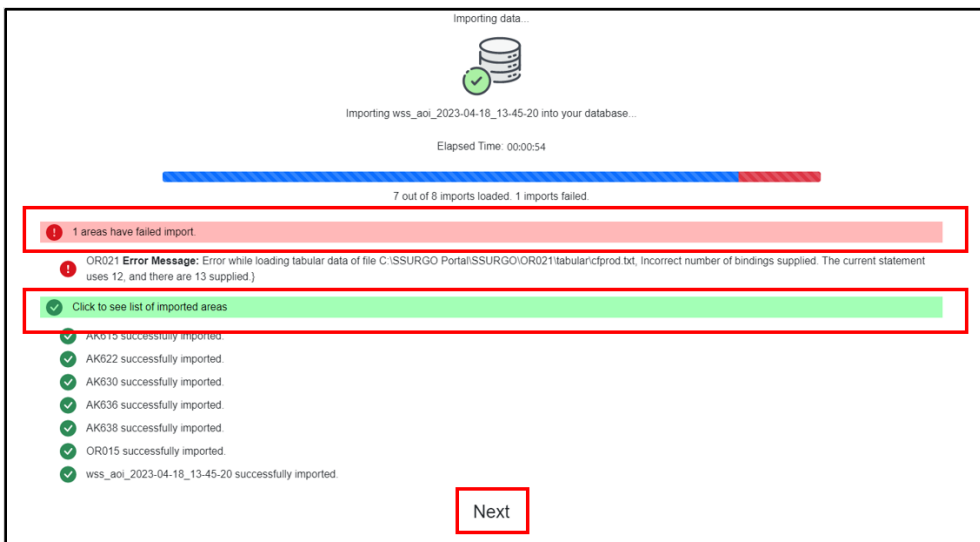 Importing data...
Importing wss_aoi_2023-04-18_13-45-20 into your database...
Elapsed Time: 00:00:54
7 out of 8 imports loaded. 1 imports failed.
1 areas have failed import.
OR021 Error Message: Error while loading tabular data of file C:\SSURGO Portal\SSURGO\OR021\tabular\cfprod.txt, Incorrect number of bindings supplied. The current statement
uses 12, and there are 13 supplied.}
Click to see list of imported areas
AK615 successfully imported.
AK622 successfully imported.
AK630 successfully imported.
AK636 successfully imported.
AK638 successfully imported.
OR015 successfully imported.
wss_aoi_2023-04-18_13-45-20 successfully imported.
Next